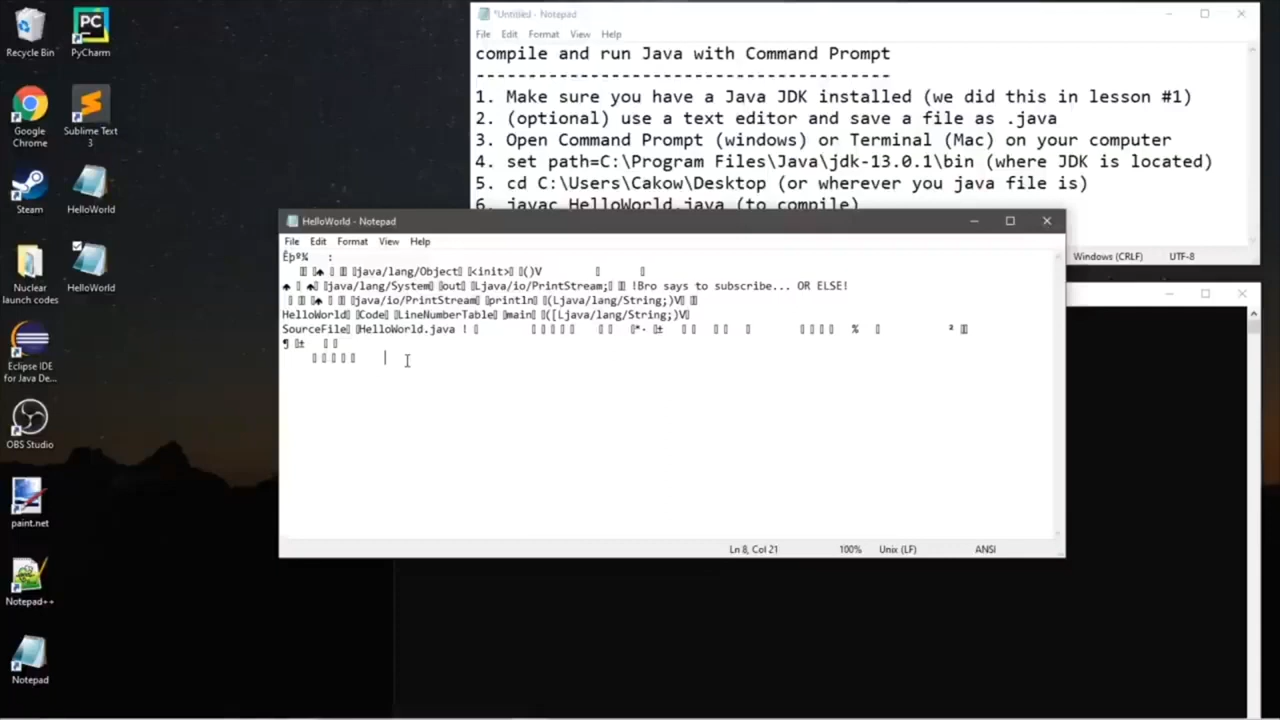 Recycle Bin
PyCharm
Google Chrome
Sublime Text 3
Steam
HelloWorld
Nuclear launch codes
HelloWorld
Eclipse IDE for Java De...
OBS Studio
paint.net
Notepad++
Notepad
*Untitled - Notepad
File Edit Format View Help
compile and run Java with Command Prompt
----------------------------------------
1. Make sure you have a Java JDK installed (we did this in lesson #1)
2. (optional) use a text editor and save a file as .java
3. Open Command Prompt (windows) or Terminal (Mac) on your computer
4. set path=C:\Program Files\Java\jdk-13.0.1\bin (where JDK is located)
5. cd C:\Users\Cakow\Desktop (or wherever you java file is)
6. javac HelloWorld.java (to compile)
Windows (CRLF) UTF-8
HelloWorld - Notepad
File Edit Format View Help
Êþº¾ :
java/lang/Object <init> ()V
java/lang/System out Ljava/io/PrintStream; !Bro says to subscribe... OR ELSE!
java/io/PrintStream println (Ljava/lang/String;)V
HelloWorld Code LineNumberTable main ([Ljava/lang/String;)V
SourceFile HelloWorld.java ! *· ± % ²
¶ ±
Ln 8, Col 21 100% Unix (LF) ANSI